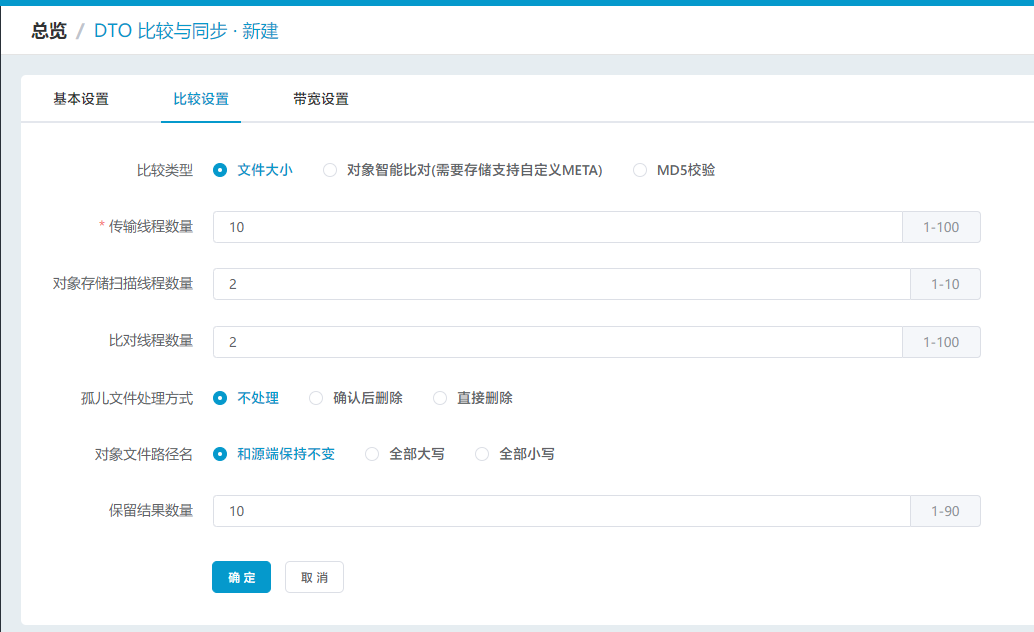 总览 / DTO 比较与同步 · 新建
基本设置 比较设置 带宽设置
比较类型 文件大小 对象智能比对(需要存储支持自定义META) MD5校验
* 传输线程数量 10 1-100
对象存储扫描线程数量 2 1-10
比对线程数量 2 1-100
孤儿文件处理方式 不处理 确认后删除 直接删除
对象文件路径名 和源端保持不变 全部大写 全部小写
保留结果数量 10 1-90
确 定 取 消